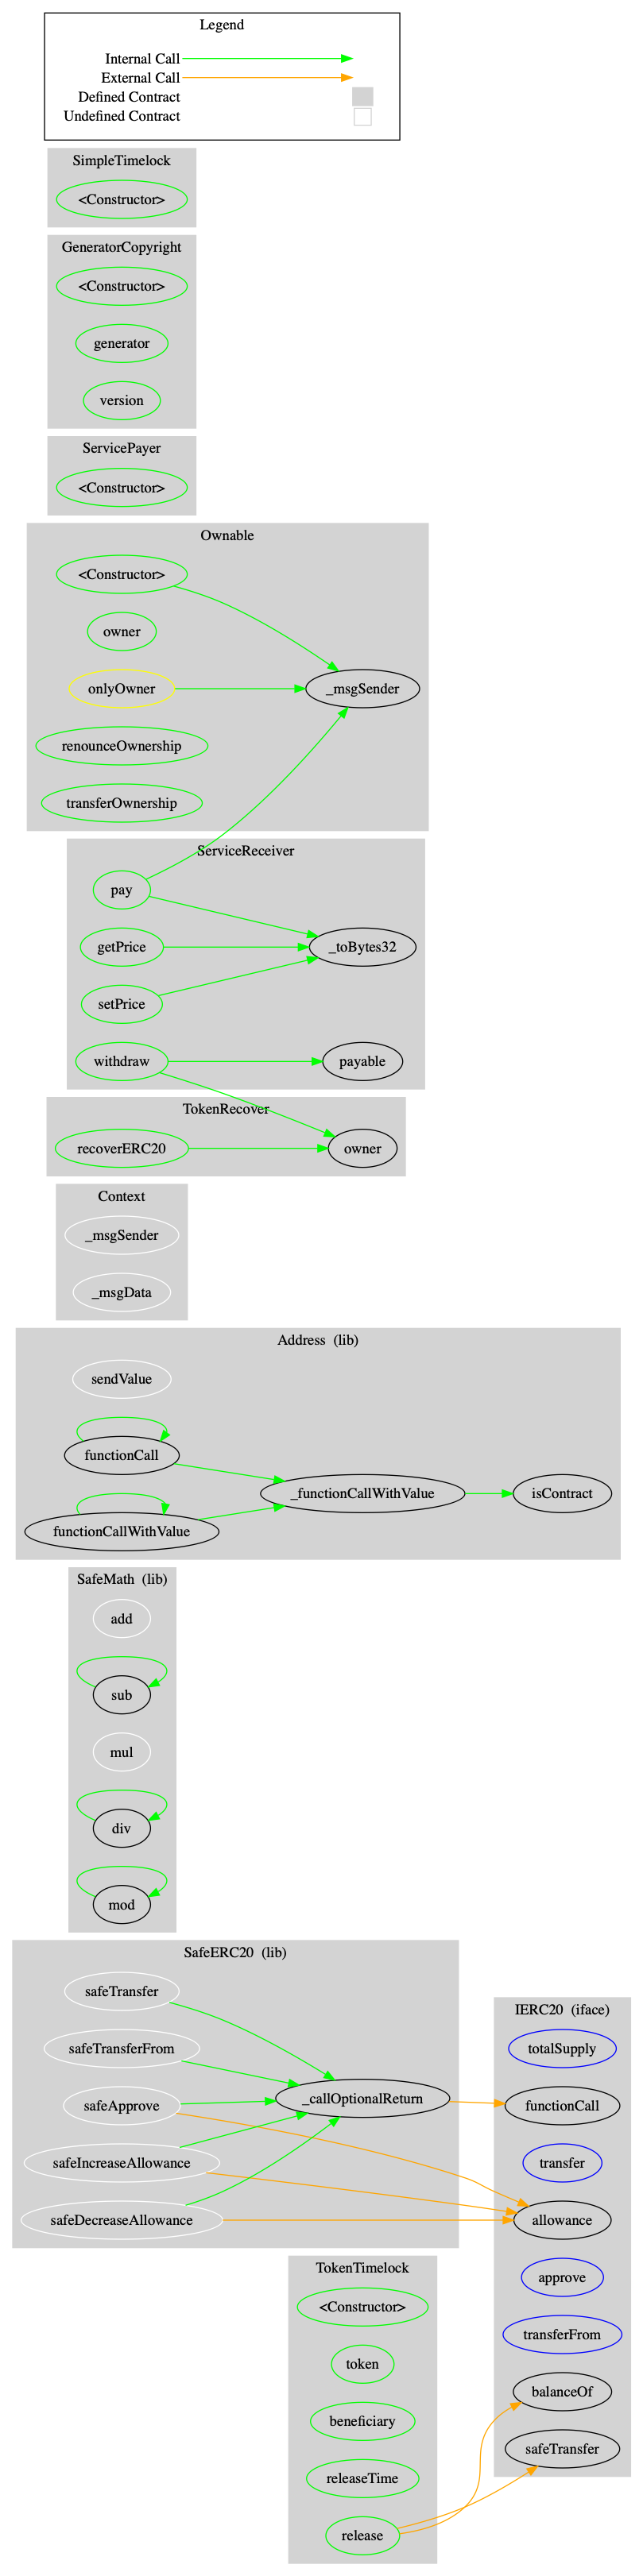 Legend
Internal Call
External Call
Defined Contract
Undefined Contract
SimpleTimelock
<Constructor>
GeneratorCopyright
<Constructor>
generator
version
ServicePayer
<Constructor>
Ownable
<Constructor>
owner
onlyOwner
_msgSender
renounceOwnership
transferOwnership
ServiceReceiver
pay
getPrice
_toBytes32
setPrice
withdraw
payable
TokenRecover
recoverERC20
owner
Context
_msgSender
_msgData
Address (lib)
sendValue
functionCall
_functionCallWithValue
isContract
functionCallWithValue
SafeMath (lib)
add
sub
mul
div
mod
SafeERC20 (lib)
safeTransfer
safeTransferFrom
_callOptionalReturn
safeApprove
safeIncreaseAllowance
safeDecreaseAllowance
IERC20 (iface)
totalSupply
functionCall
transfer
allowance
approve
transferFrom
balanceOf
safeTransfer
TokenTimelock
<Constructor>
token
beneficiary
releaseTime
release